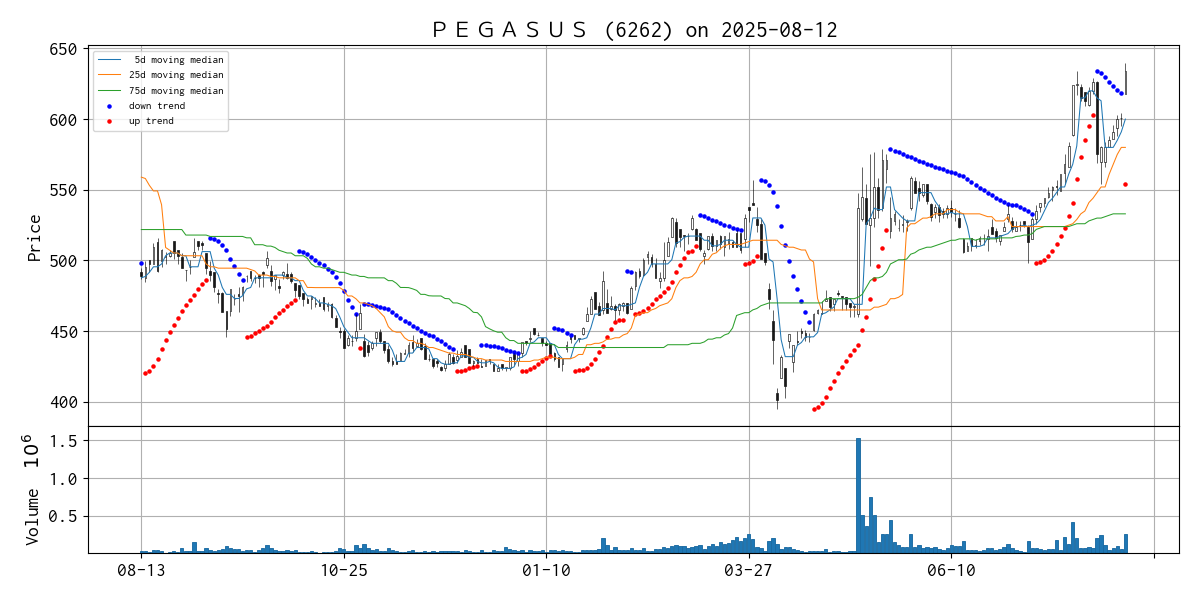 ＰＥＧＡＳＵＳ (6262) on 2025-08-12
650
600
550
500
450
400
Price
5d moving median
25d moving median
75d moving median
down trend
up trend
1.5
1.0
0.5
Volume 10^6
08-13 10-25 01-10 03-27 06-10